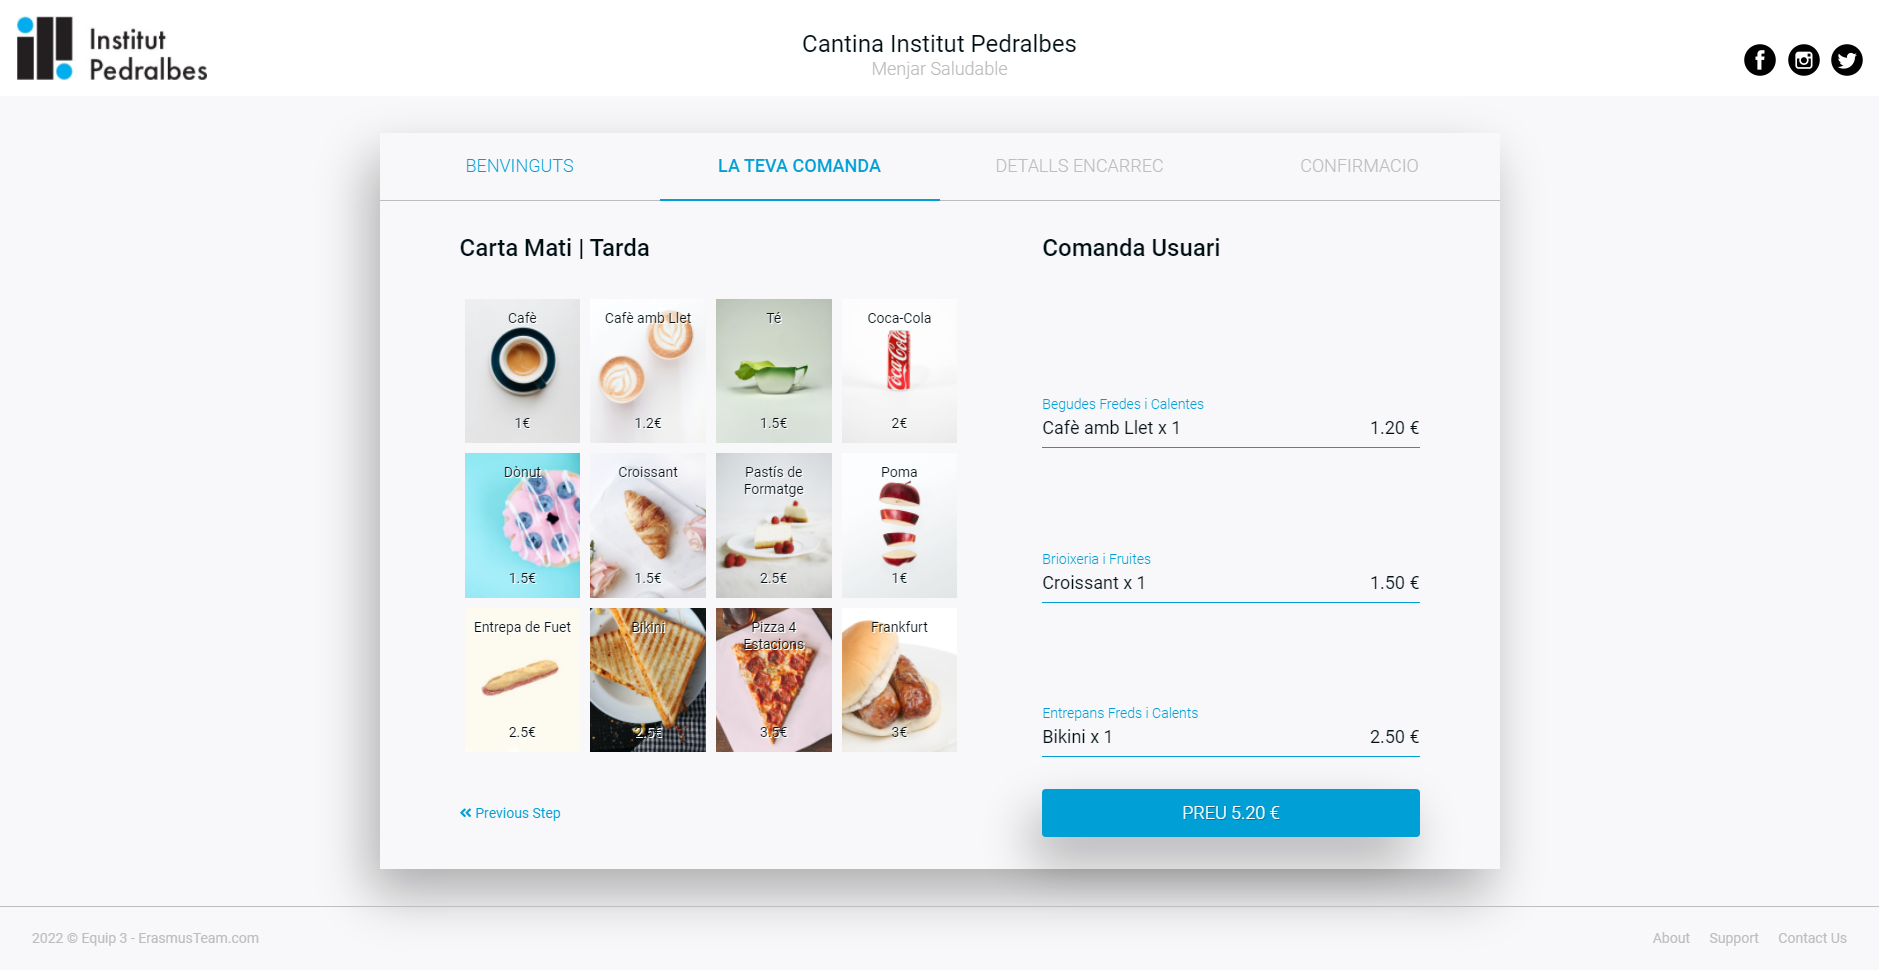 Institut
Pedralbes
Cantina Institut Pedralbes
Menjar Saludable
BENVINGUTS
LA TEVA COMANDA
DETALLS ENCARREC
CONFIRMACIO
Carta Mati | Tarda
Cafè
1€
Cafè amb Llet
1.2€
Té
1.5€
Coca-Cola
Coca-Cola
2€
Dònut
1.5€
Croissant
1.5€
Pastís de
Formatge
2.5€
Poma
1€
Entrepa de Fuet
2.5€
Bikini
2.5€
Pizza 4
Estacions
3.5€
Frankfurt
3€
Previous Step
Comanda Usuari
Begudes Fredes i Calentes
Cafè amb Llet x 1 1.20 €
Brioixeria i Fruites
Croissant x 1 1.50 €
Entrepans Freds i Calents
Bikini x 1 2.50 €
PREU 5.20 €
2022 © Equip 3 - ErasmusTeam.com
About Support Contact Us